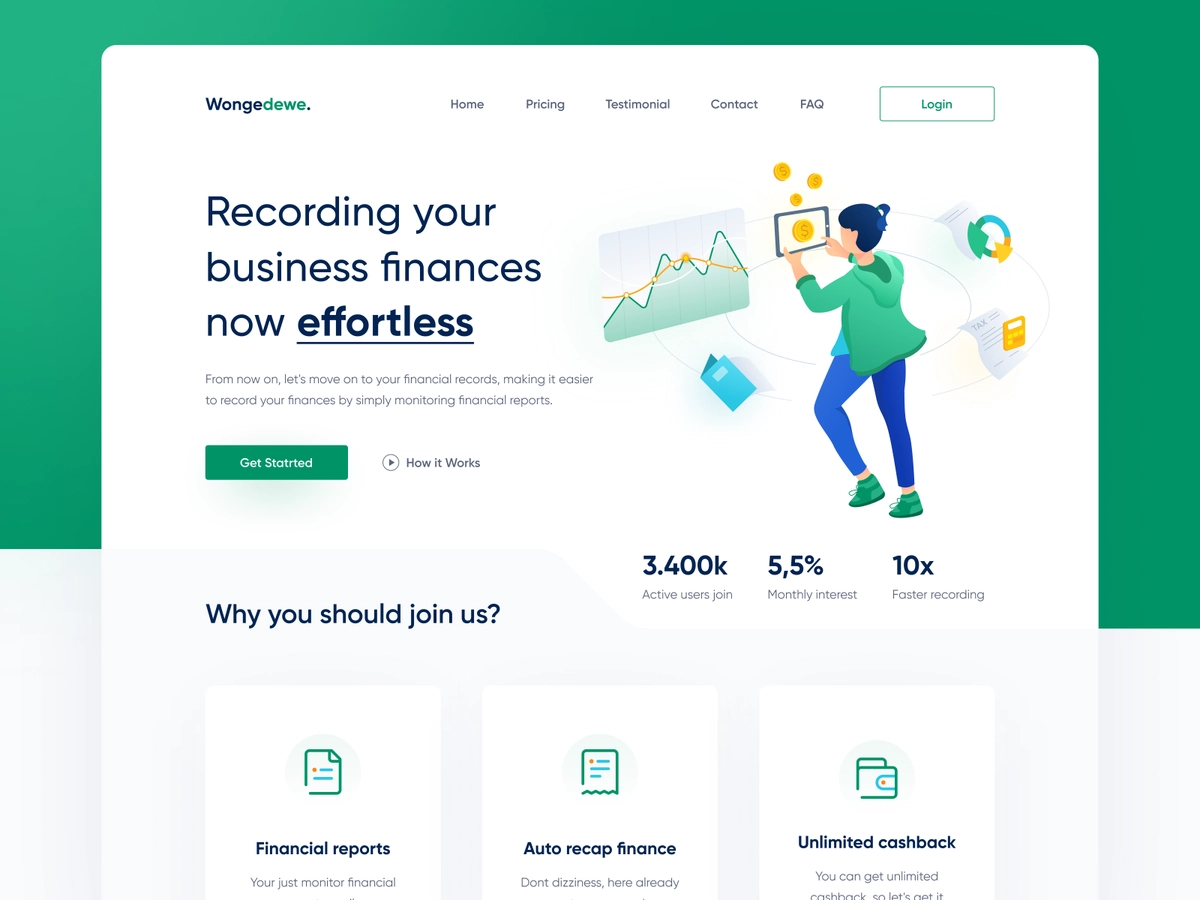 Wongedewe.
Home Pricing Testimonial Contact FAQ Login
Recording your
business finances
now effortless
From now on, let's move on to your financial records, making it easier
to record your finances by simply monitoring financial reports.
Get Statrted
How it Works
TAX
3.400k 5,5% 10x
Active users join Monthly interest Faster recording
Why you should join us?
Financial reports
Your just monitor financial
Auto recap finance
Dont dizziness, here already
Unlimited cashback
You can get unlimited
cashback, so let's get it